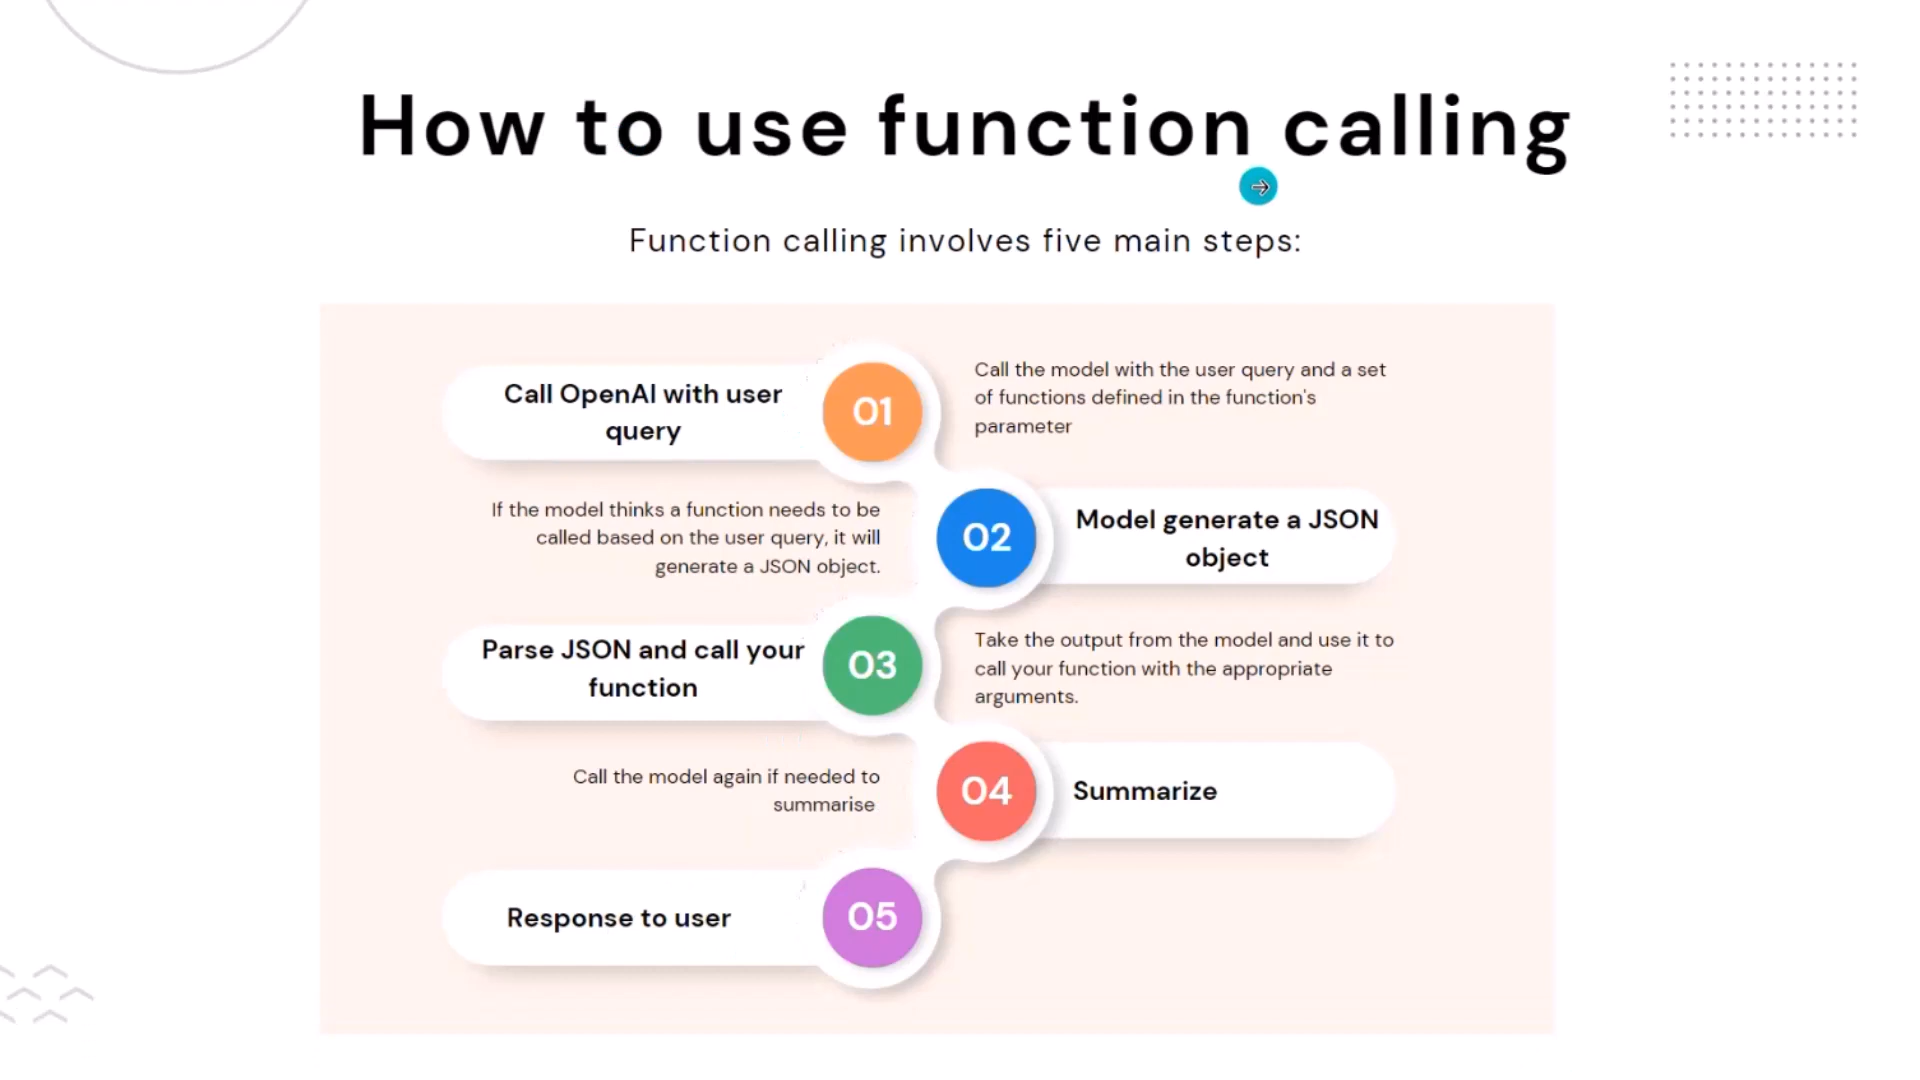 How to use function calling
Function calling involves five main steps:
Call OpenAI with user
query
01
Call the model with the user query and a set
of functions defined in the function's
parameter
If the model thinks a function needs to be
called based on the user query, it will
generate a JSON object.
02
Model generate a JSON
object
Parse JSON and call your
function
03
Take the output from the model and use it to
call your function with the appropriate
arguments.
Call the model again if needed to
summarise
04
Summarize
Response to user
05